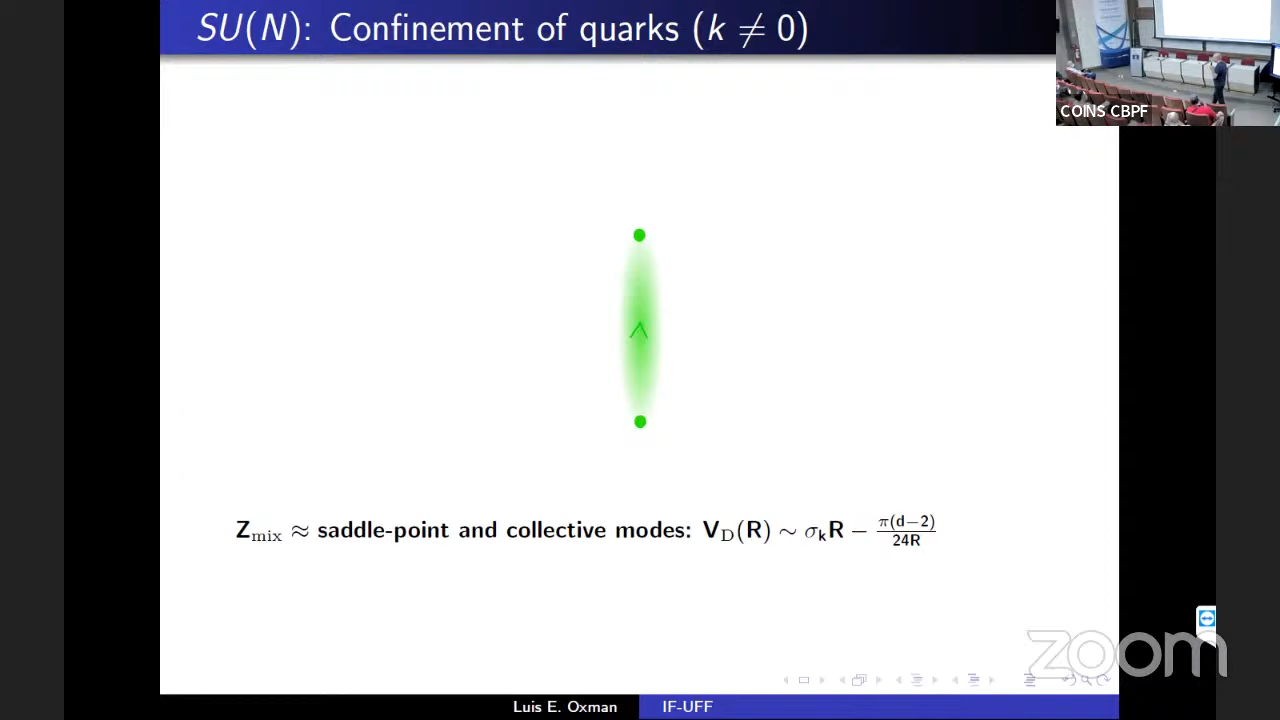 SU(N): Confinement of quarks (k ≠ 0)
COINS CBPF
Z_mix ≈ saddle-point and collective modes: V_D(R) ∼ σ_k R − π(d−2)/24R
zoom
Luis E. Oxman IF-UFF